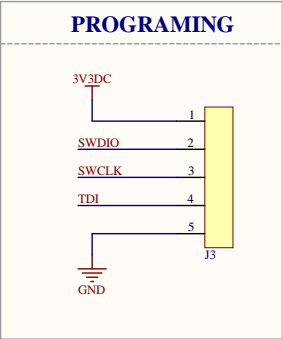 PROGRAMING
3V3DC
1
SWDIO 2
SWCLK 3
TDI 4
5
J3
GND